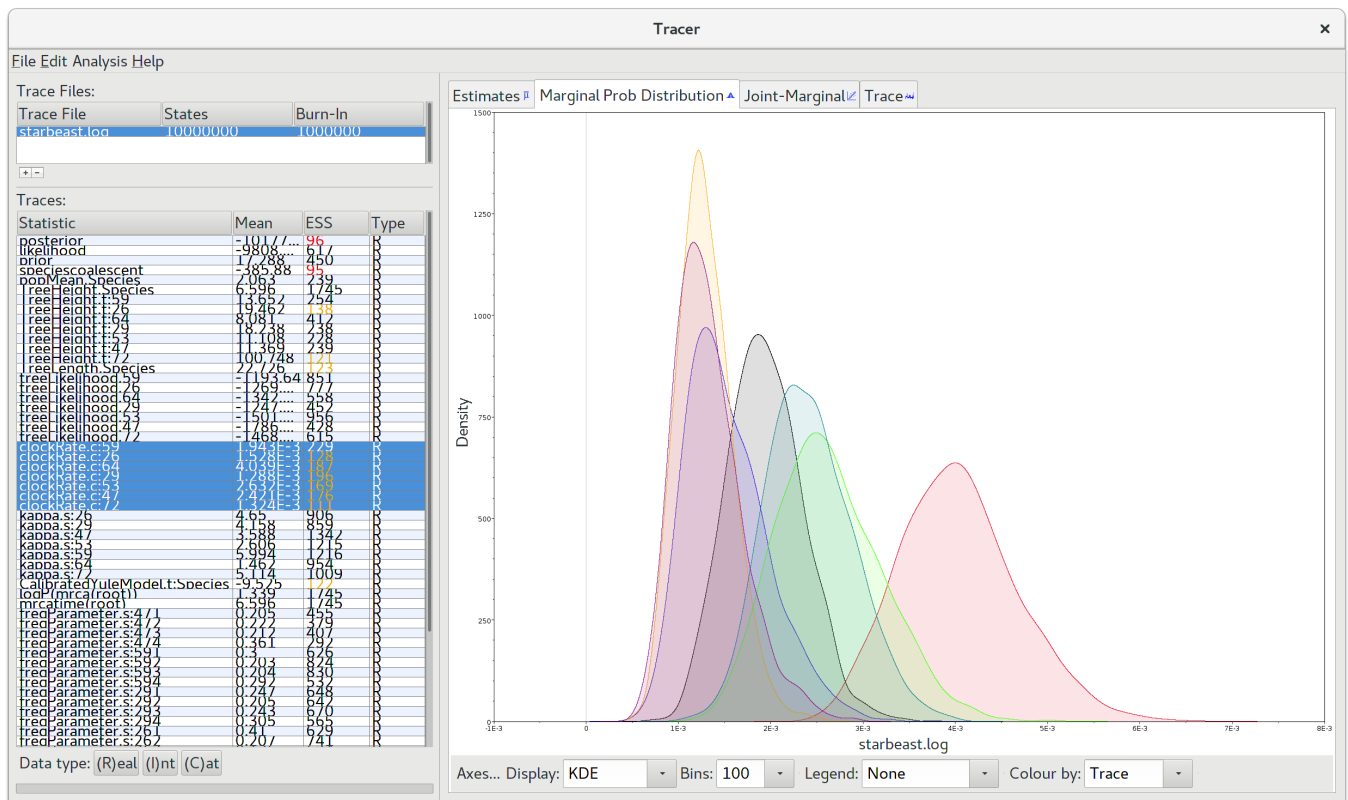 Tracer
File Edit Analysis Help
Trace Files:
Trace File States Burn-In
starbeast.log 10000000 1000000
+ -
Traces:
Statistic Mean ESS Type
posterior -10177... 96 R
likelihood -9808.... 617 R
prior 17.288 450 R
speciescoalescent -385.88 95 R
popMean.Species 2.063 239 R
TreeHeight.Species 6.596 1745 R
TreeHeight.t:59 13.652 254 R
TreeHeight.t:26 19.462 138 R
TreeHeight.t:64 8.081 412 R
TreeHeight.t:29 18.238 238 R
TreeHeight.t:53 11.108 228 R
TreeHeight.t:47 11.369 239 R
TreeHeight.t:72 100.748 R
TreeLength.Species 22.726 123 R
treeLikelihood.59 -1193.64 851 R
treeLikelihood.26 -1269.... 777 R
treeLikelihood.64 -1342.... 558 R
treeLikelihood.29 -1247.... 452 R
treeLikelihood.53 -1501.... 956 R
treeLikelihood.47 -1786.... 428 R
treeLikelihood.72 -1468.... 615 R
clockRate.c:59 1.943E-3 229 R
clockRate.c:26 1.528E-3 128 R
clockRate.c:64 4.039E-3 187 R
clockRate.c:29 1.288E-3 196 R
clockRate.c:53 2.632E-3 169 R
clockRate.c:47 2.421E-3 176 R
clockRate.c:72 1.324E-3 111 R
kappa.s:26 4.65 906 R
kappa.s:29 4.158 859 R
kappa.s:47 3.588 1342 R
kappa.s:53 2.606 1215 R
kappa.s:59 5.994 1216 R
kappa.s:64 1.462 954 R
kappa.s:72 5.114 1009 R
CalibratedYuleModel.t:Species -9.525 122 R
logP(mrca(root)) 1.339 1745 R
mrcatime(root) 6.596 1745 R
freqParameter.s:471 0.205 455 R
freqParameter.s:472 0.222 379 R
freqParameter.s:473 0.212 407 R
freqParameter.s:474 0.361 292 R
freqParameter.s:591 0.3 626 R
freqParameter.s:592 0.203 824 R
freqParameter.s:593 0.204 830 R
freqParameter.s:594 0.292 532 R
freqParameter.s:291 0.247 648 R
freqParameter.s:292 0.205 642 R
freqParameter.s:293 0.243 670 R
freqParameter.s:294 0.305 565 R
freqParameter.s:261 0.41 629 R
freqParameter.s:262 0.207 741 R
Data type: (R)eal (I)nt (C)at
Estimates Marginal Prob Distribution Joint-Marginal Trace
1500
1250
1000
750
500
250
0
Density
-1E-3 0 1E-3 2E-3 3E-3 4E-3 5E-3 6E-3 7E-3 8E-3
starbeast.log
Axes... Display: KDE Bins: 100 Legend: None Colour by: Trace